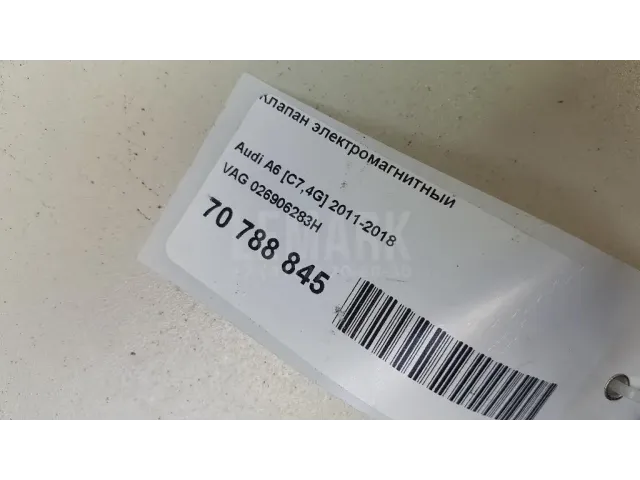 Клапан электромагнитный
Audi A6 [C7,4G] 2011-2018
VAG 026906283H
70 788 845